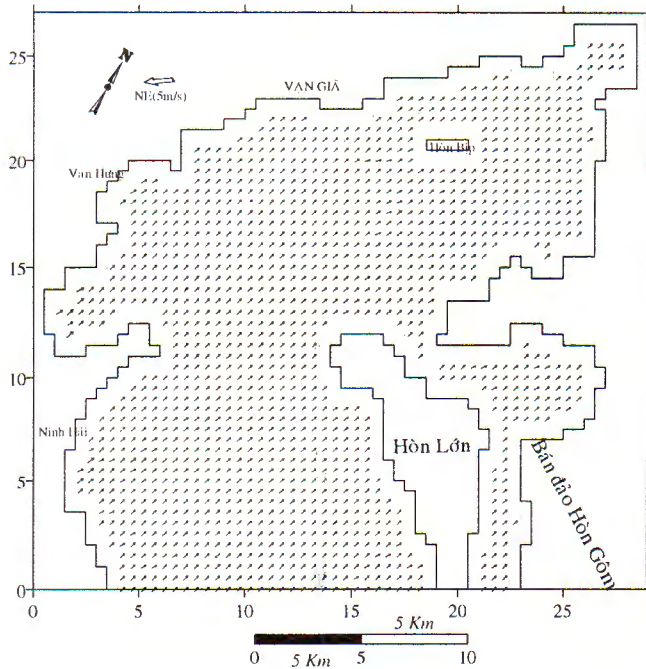 25
20
15
10
5
0
N
NE(5m/s)
VẠN GIÃ
Hòn Bịp
Vạn Hưng
Ninh Hải
Hòn Lớn
Bán đảo Hòn Gốm
0 5 10 15 20 25
5 Km
0 5 10
5 Km